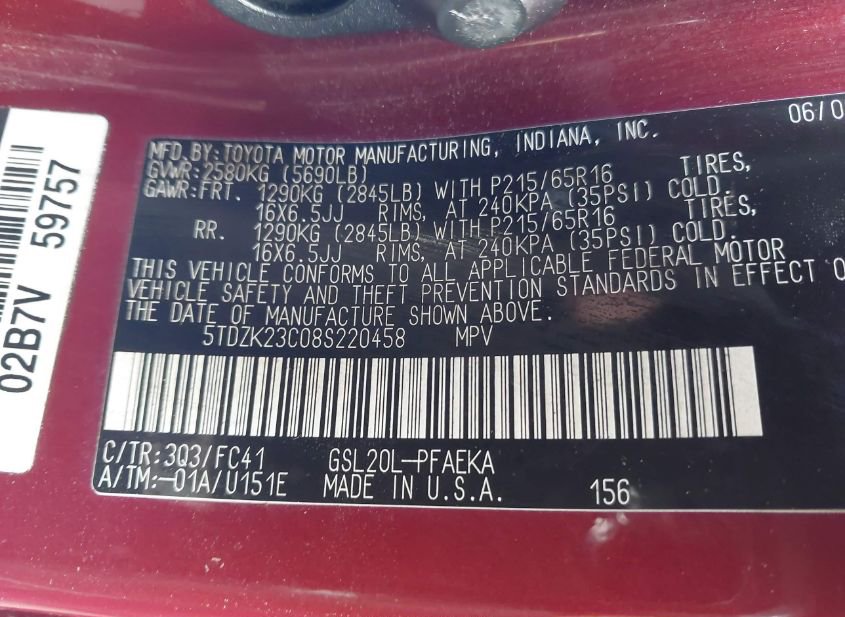 06/0
MFD.BY:TOYOTA MOTOR MANUFACTURING, INDIANA, INC.
GVWR:2580KG (5690LB)
GAWR:FRT. 1290KG (2845LB) WITH P215/65R16 TIRES,
16X6.5JJ RIMS, AT 240KPA (35PSI) COLD.
RR. 1290KG (2845LB) WITH P215/65R16 TIRES,
16X6.5JJ RIMS, AT 240KPA (35PSI) COLD.
THIS VEHICLE CONFORMS TO ALL APPLICABLE FEDERAL MOTOR
VEHICLE SAFETY AND THEFT PREVENTION STANDARDS IN EFFECT O
THE DATE OF MANUFACTURE SHOWN ABOVE.
5TDZK23C08S220458 MPV
C/TR:3Q3/FC41 GSL20L-PFAEKA
A/TM:-01A/U151E MADE IN U.S.A. 156
02B7V 59757